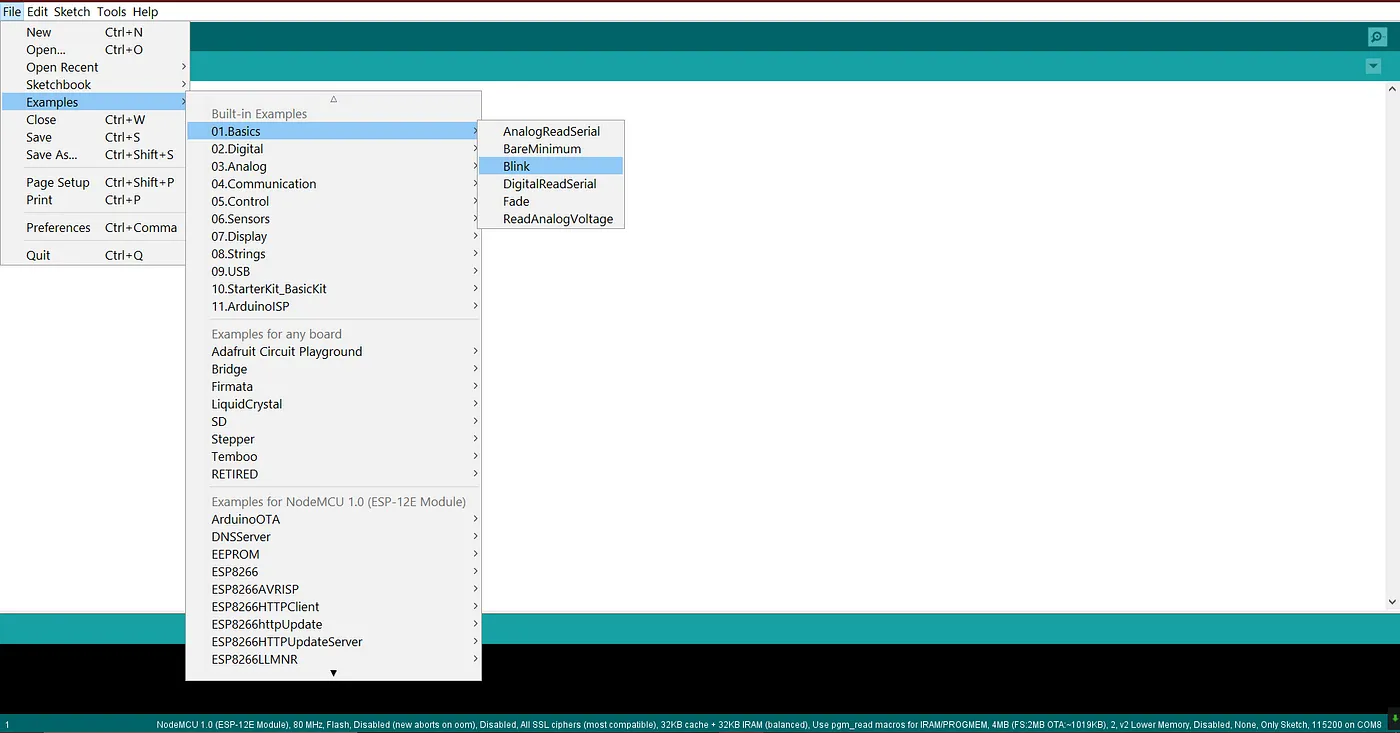 File Edit Sketch Tools Help
New Ctrl+N
Open... Ctrl+O
Open Recent
Sketchbook
Examples
Close Ctrl+W
Save Ctrl+S
Save As... Ctrl+Shift+S
Page Setup Ctrl+Shift+P
Print Ctrl+P
Preferences Ctrl+Comma
Quit Ctrl+Q
Built-in Examples
01.Basics
02.Digital
03.Analog
04.Communication
05.Control
06.Sensors
07.Display
08.Strings
09.USB
10.StarterKit_BasicKit
11.ArduinoISP
Examples for any board
Adafruit Circuit Playground
Bridge
Firmata
LiquidCrystal
SD
Stepper
Temboo
RETIRED
Examples for NodeMCU 1.0 (ESP-12E Module)
ArduinoOTA
DNSServer
EEPROM
ESP8266
ESP8266AVRISP
ESP8266HTTPClient
ESP8266httpUpdate
ESP8266HTTPUpdateServer
ESP8266LLMNR
AnalogReadSerial
BareMinimum
Blink
DigitalReadSerial
Fade
ReadAnalogVoltage
1 NodeMCU 1.0 (ESP-12E Module), 80 MHz, Flash, Disabled (new aborts on oom), Disabled, All SSL ciphers (most compatible), 32KB cache + 32KB IRAM (balanced), Use pgm_read macros for IRAM/PROGMEM, 4MB (FS:2MB OTA:~1019KB), 2, v2 Lower Memory, Disabled, None, Only Sketch, 115200 on COM8